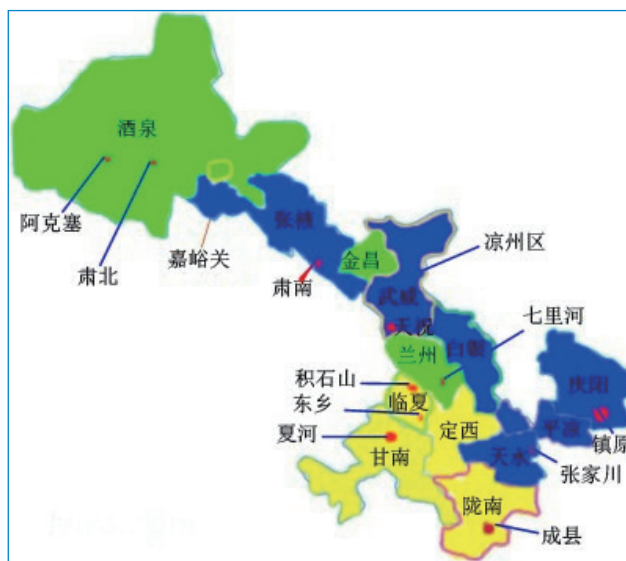 酒泉
阿克塞
肃北
嘉峪关
张掖
肃南
金昌
凉州区
武威
天祝
七里河
兰州
白银
积石山
东乡
临夏
夏河
甘南
定西
庆阳
平凉
镇原
天水
张家川
陇南
成县